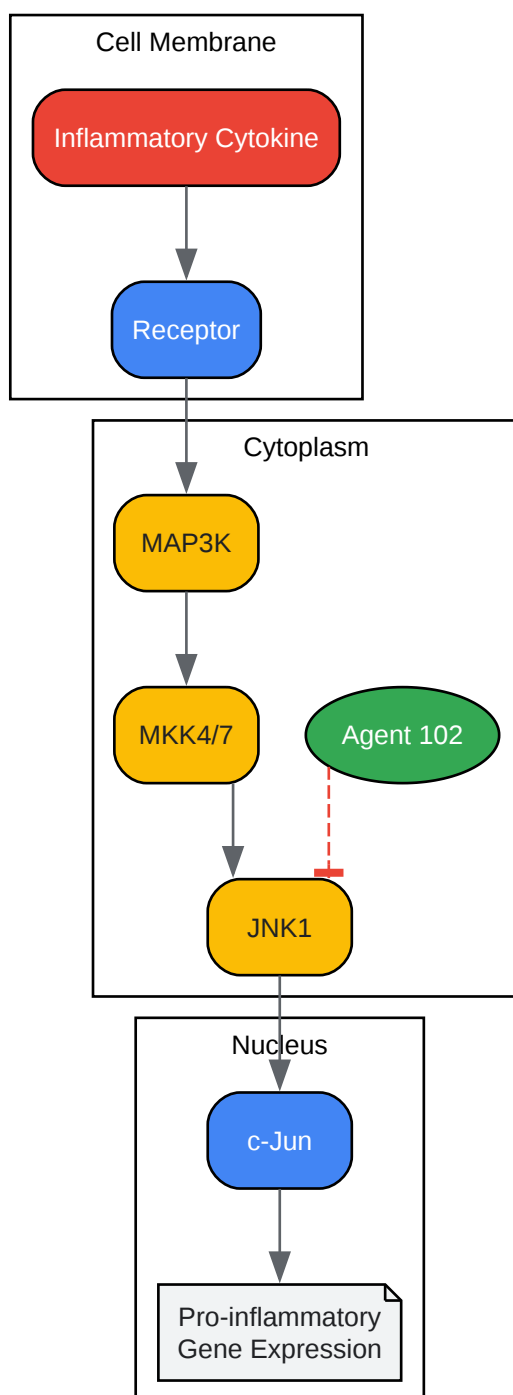 Cell Membrane
Inflammatory Cytokine
Receptor
Cytoplasm
MAP3K
MKK4/7
Agent 102
JNK1
Nucleus
c-Jun
Pro-inflammatory
Gene Expression